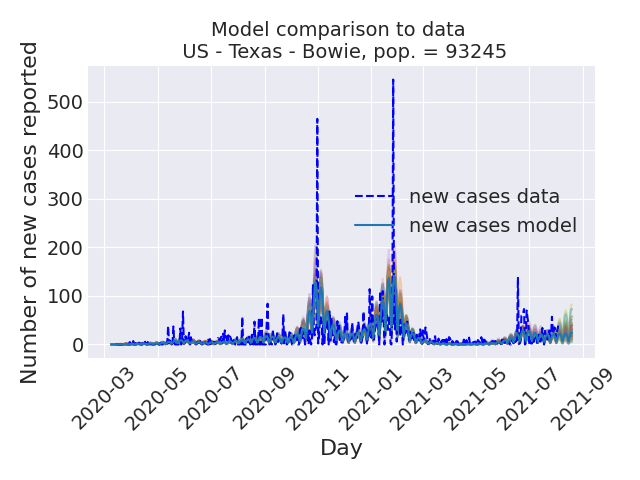 Model comparison to data
US - Texas - Bowie, pop. = 93245
Number of new cases reported
500
400
300
200
100
0
new cases data
new cases model
2020-03
2020-05
2020-07
2020-09
2020-11
2021-01
2021-03
2021-05
2021-07
2021-09
Day